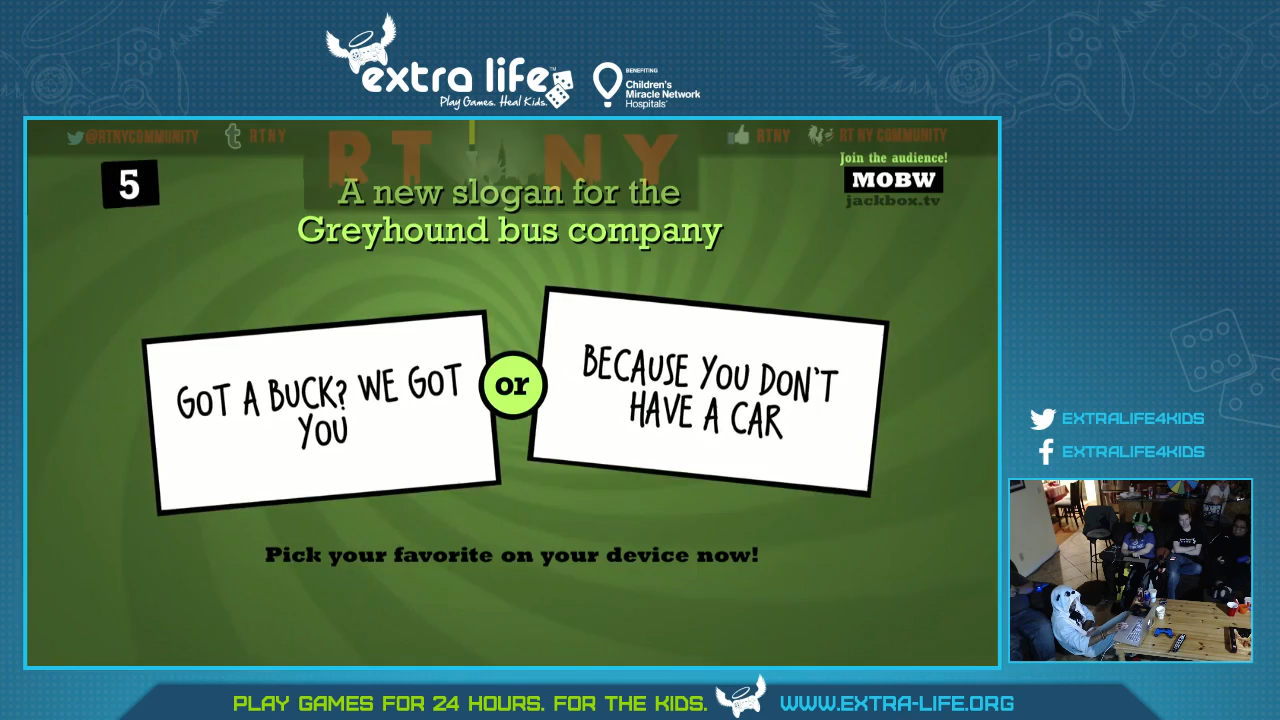 extra life™
Play Games. Heal Kids.
BENEFITING
Children's
Miracle Network
Hospitals
@RTNYCOMMUNITY
RTNY
RT NY
RTNY
RT NY COMMUNITY
5
Join the audience!
MOBW
jackbox.tv
A new slogan for the
Greyhound bus company
GOT A BUCK? WE GOT
YOU
or
BECAUSE YOU DON'T
HAVE A CAR
Pick your favorite on your device now!
EXTRALIFE4KIDS
EXTRALIFE4KIDS
PLAY GAMES FOR 24 HOURS. FOR THE KIDS.
WWW.EXTRA-LIFE.ORG